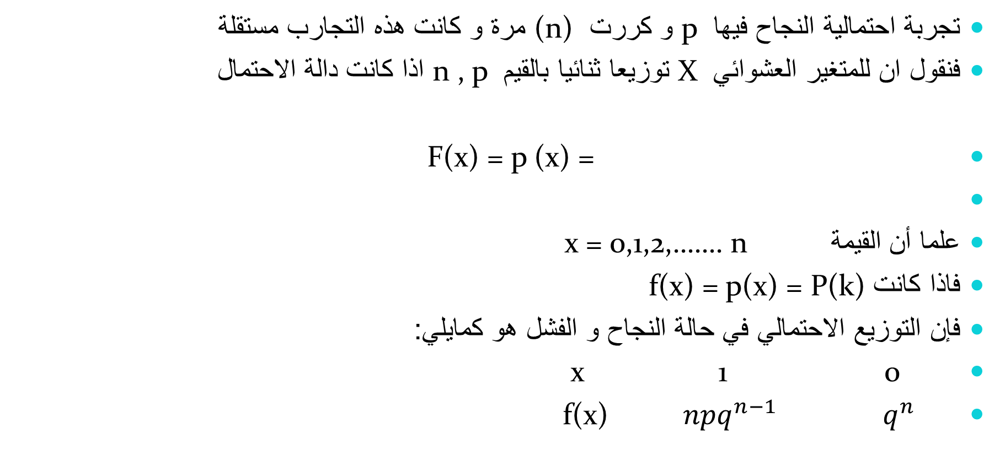 تجربة احتمالية النجاح فيها p و كررت (n) مرة و كانت هذه التجارب مستقلة
فنقول ان للمتغير العشوائي X توزيعا ثنائيا بالقيم n , p اذا كانت دالة الاحتمال
F(x) = p (x) =
علما أن القيمة x = 0,1,2,....... n
فاذا كانت f(x) = p(x) = P(k)
فإن التوزيع الاحتمالي في حالة النجاح و الفشل هو كمايلي:
x 1 0
f(x) npq^{n−1} q^n